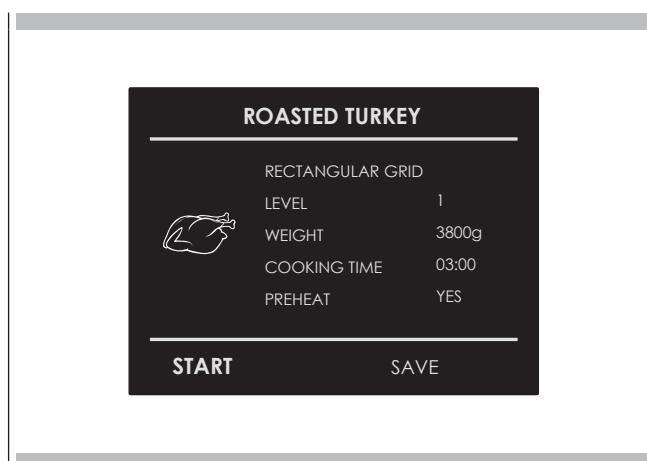 ROASTED TURKEY
RECTANGULAR GRID
LEVEL 1
WEIGHT 3800g
COOKING TIME 03:00
PREHEAT YES
START SAVE